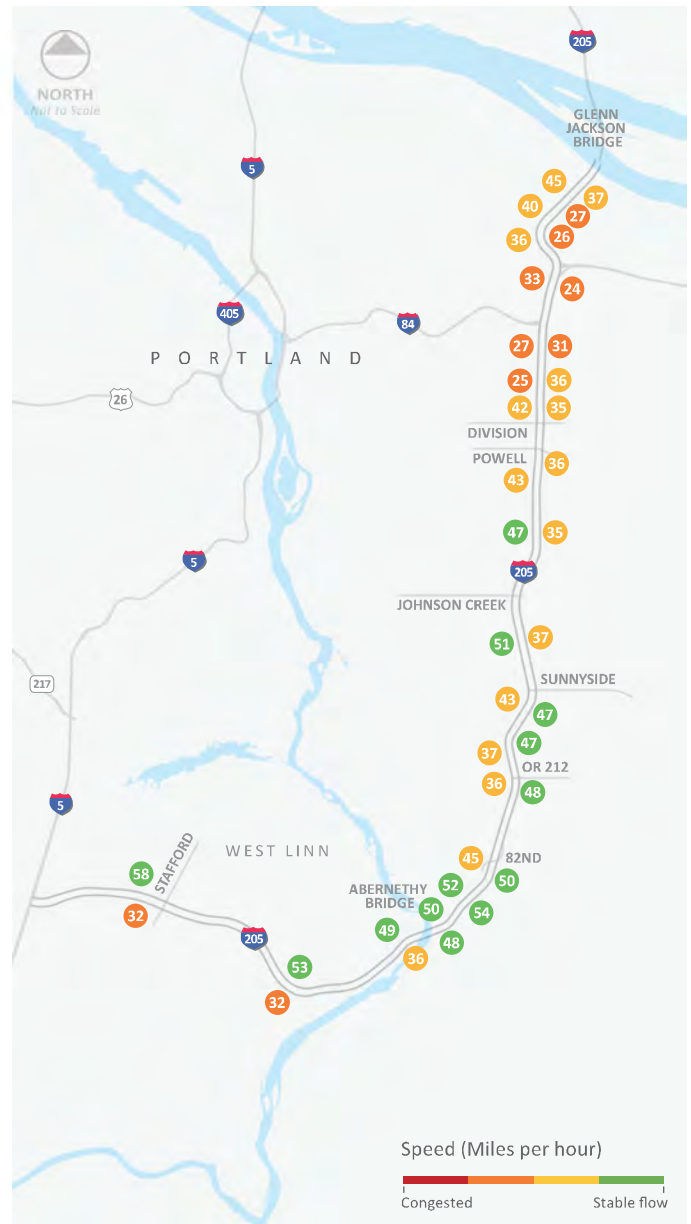 205
NORTH
Not to Scale
GLENN
JACKSON
BRIDGE
5
45
37
40
27
36
26
33
24
405
84
27
31
PORTLAND
25
36
26
42
35
DIVISION
POWELL
36
43
47
35
5
205
JOHNSON CREEK
51
37
217
SUNNYSIDE
43
47
47
37
OR 212
36
48
5
WEST LINN
45
82ND
STAFFORD
58
52
50
ABERNETHY
BRIDGE
50
54
32
49
48
205
36
53
32
Speed (Miles per hour)
Congested
Stable flow